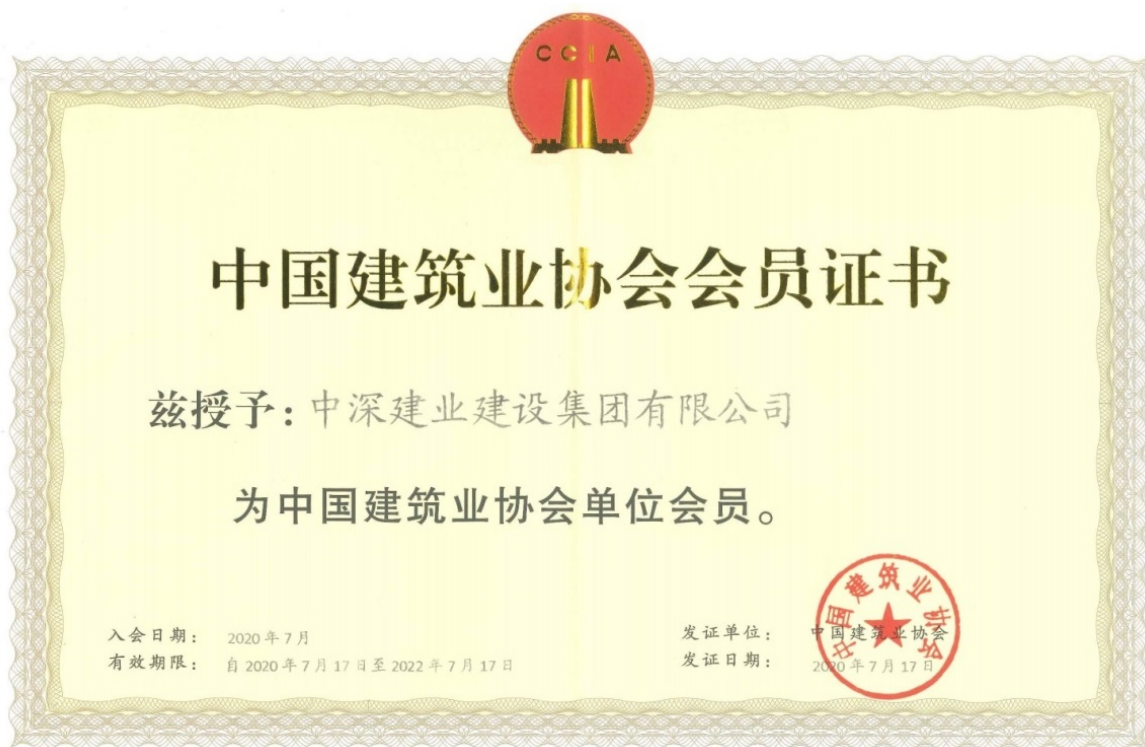 CCIA
中国建筑业协会会员证书
兹授予：中深建业建设集团有限公司
为中国建筑业协会单位会员。
入会日期： 2020年7月
有效期限： 自2020年7月17日至2022年7月17日
发证单位： 中国建筑业协会
发证日期： 2020年7月17日
中国建筑业协会